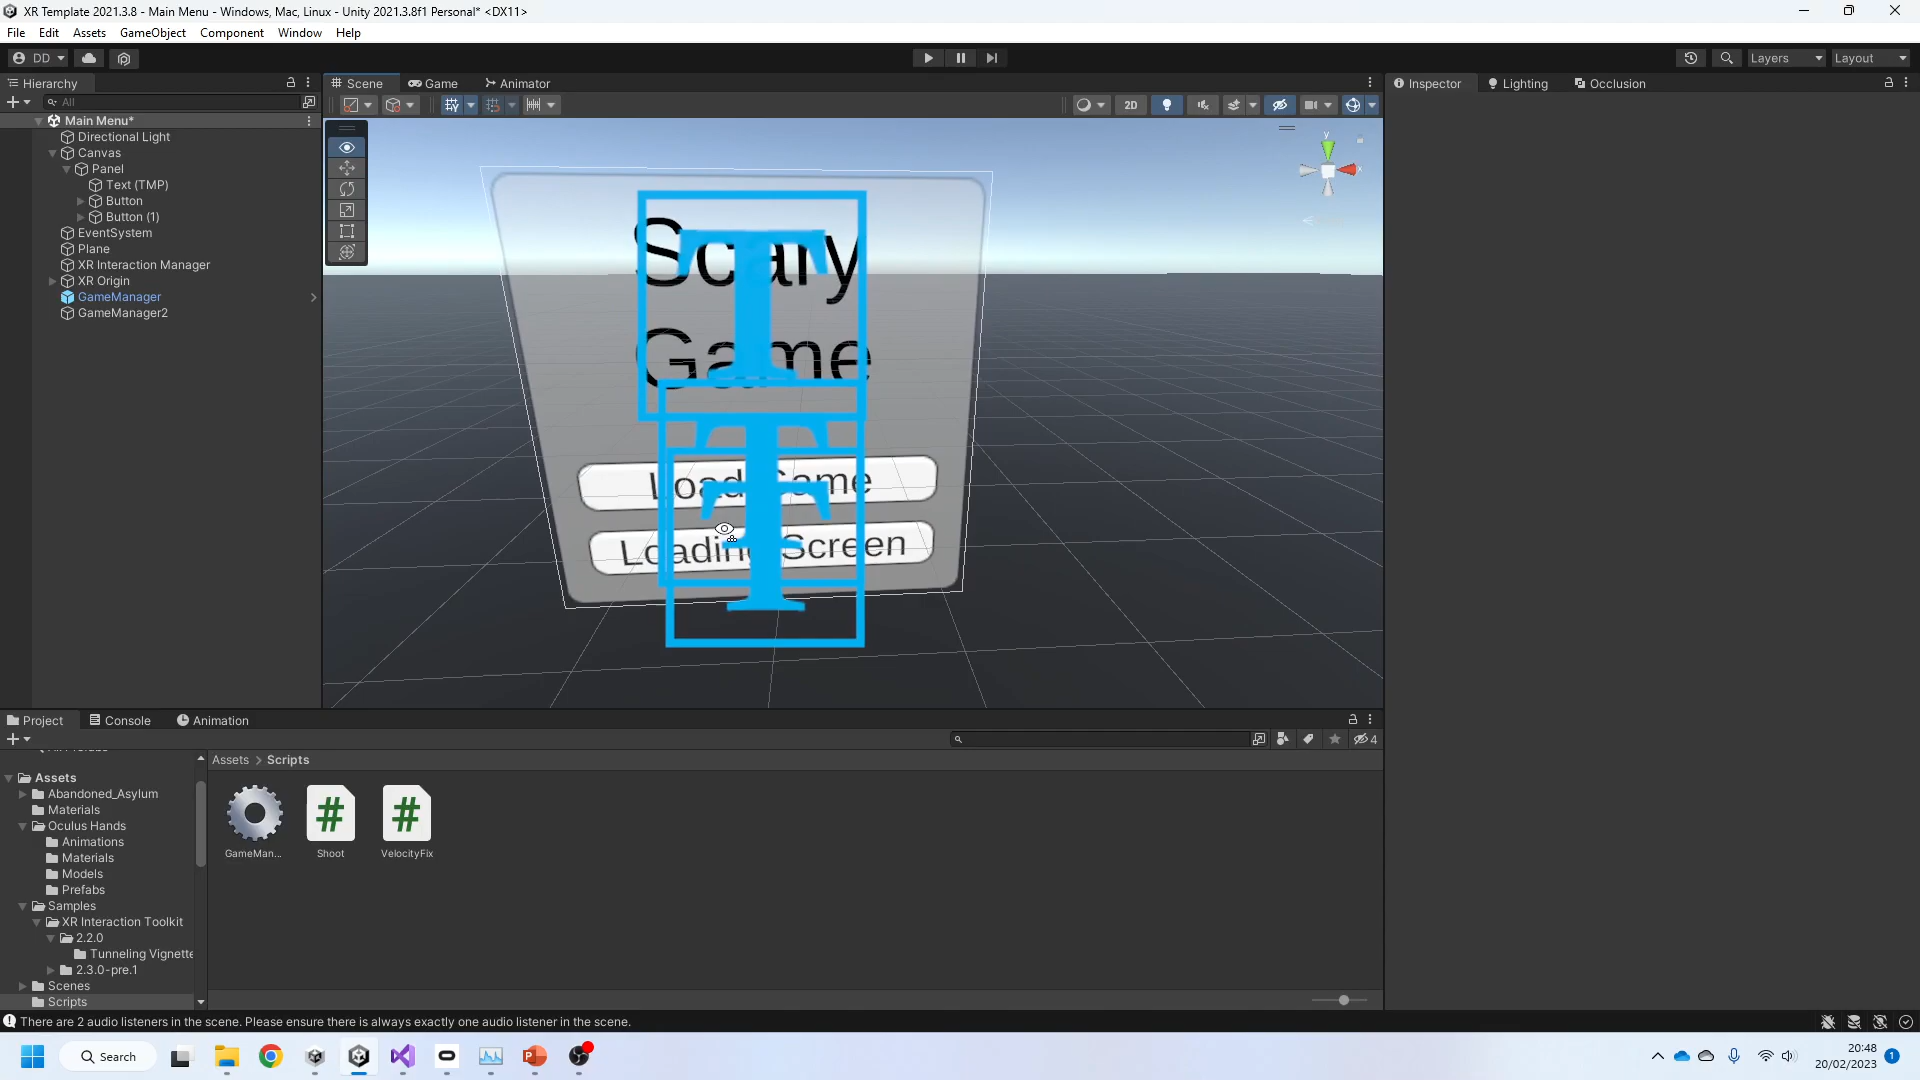 XR Template 2021.3.8 - Main Menu - Windows, Mac, Linux - Unity 2021.3.8f1 Personal* <DX11>
File Edit Assets GameObject Component Window Help
DD Layers Layout
Hierarchy Scene Game Animator Inspector Lighting Occlusion
All 2D
Main Menu*
Directional Light
Canvas
Panel
Text (TMP)
Button
Button (1)
EventSystem
Plane
XR Interaction Manager
XR Origin
GameManager
GameManager2
y
x
Scary
Game
Load Game
Loading Screen
T
T
T
Project Console Animation
4
Assets > Scripts
Assets
Abandoned_Asylum
Materials
Oculus Hands
Animations
Materials
Models
Prefabs
Samples
XR Interaction Toolkit
2.2.0
Tunneling Vignette
2.3.0-pre.1
Scenes
Scripts
GameMan... Shoot VelocityFix
There are 2 audio listeners in the scene. Please ensure there is always exactly one audio listener in the scene.
Search
20:48
20/02/2023
1